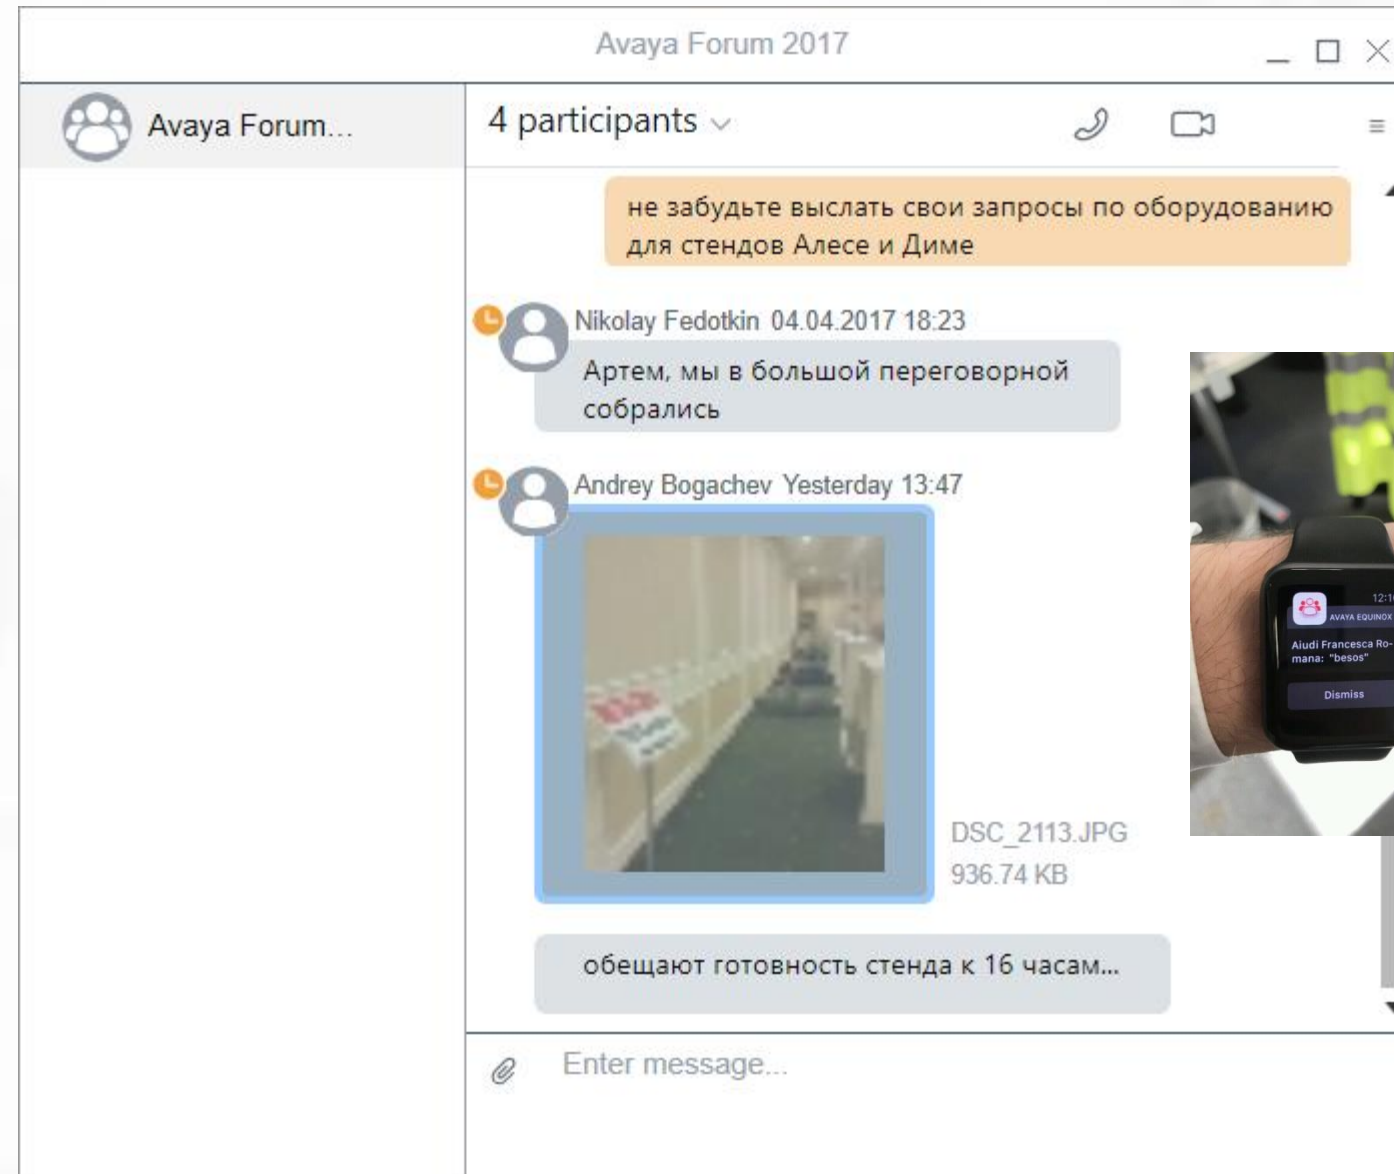 Avaya Forum 2017
Avaya Forum...
4 participants
не забудьте выслать свои запросы по оборудованию
для стендов Алесе и Диме
Nikolay Fedotkin 04.04.2017 18:23
Артем, мы в большой переговорной
собрались
Andrey Bogachev Yesterday 13:47
DSC_2113.JPG
936.74 KB
обещают готовность стенда к 16 часам...
Enter message...
AVAYA EQUINOX
Aiudi Francesca Ro-
mana: "besos"
Dismiss